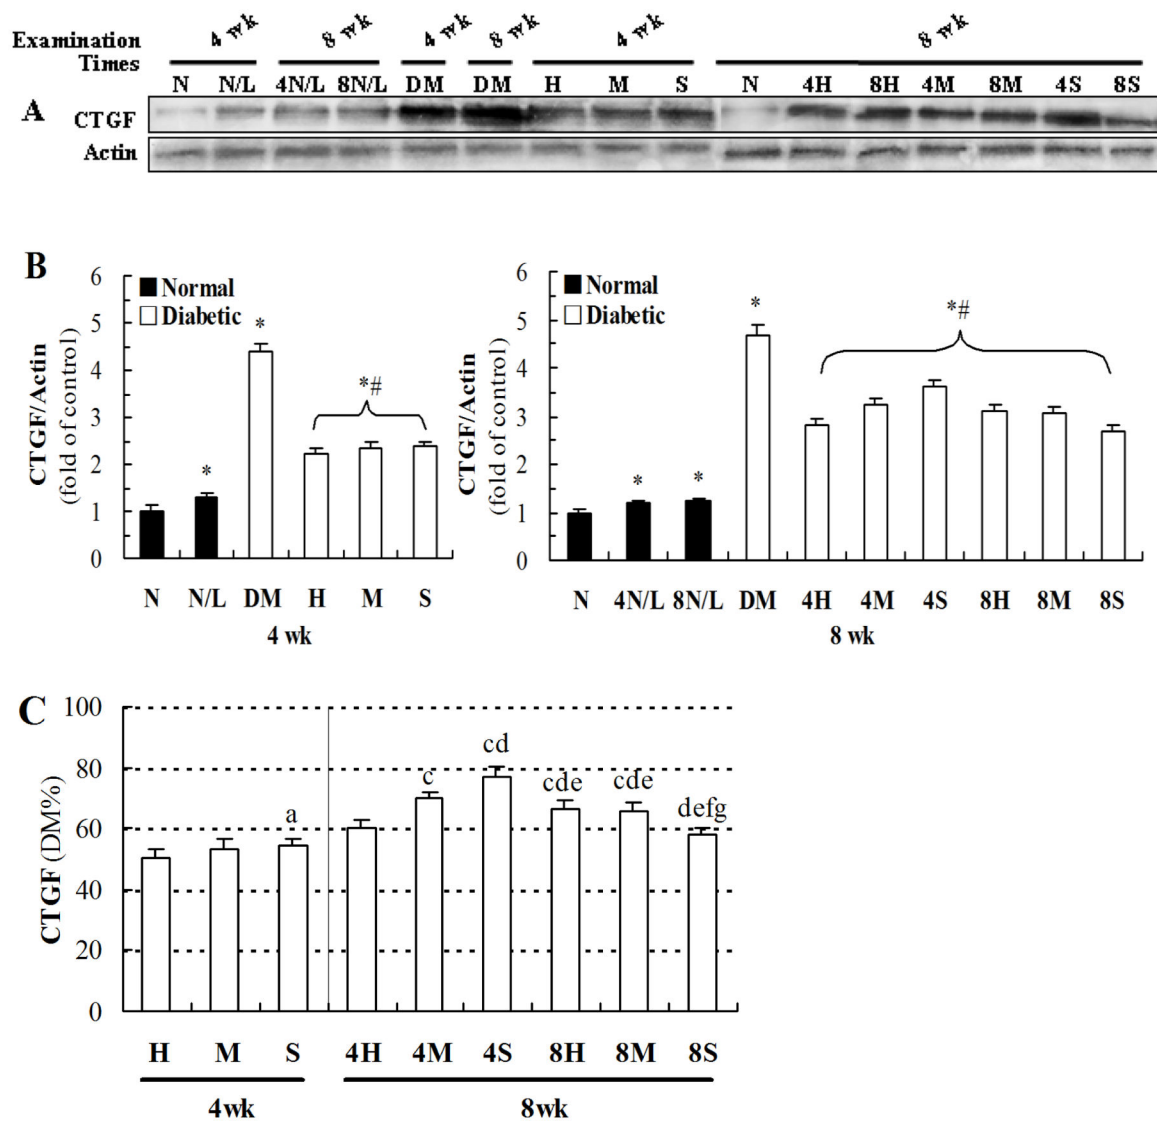 4 wk 8 wk 4 wk 8 wk 4 wk 8 wk
Examination
Times
N N/L 4N/L 8N/L DM DM H M S N 4H 8H 4M 8M 4S 8S
A
CTGF
Actin
B
CTGF/Actin
(fold of control)
6
5
4
3
2
1
0
Normal
Diabetic
*
*
*#
N N/L DM H M S
4 wk
CTGF/Actin
(fold of control)
6
5
4
3
2
1
0
Normal
Diabetic
*
*
*
*#
N 4N/L 8N/L DM 4H 4M 4S 8H 8M 8S
8 wk
C
CTGF (DM%)
100
80
60
40
20
0
a c cd cde cde defg
H M S 4H 4M 4S 8H 8M 8S
4wk 8wk